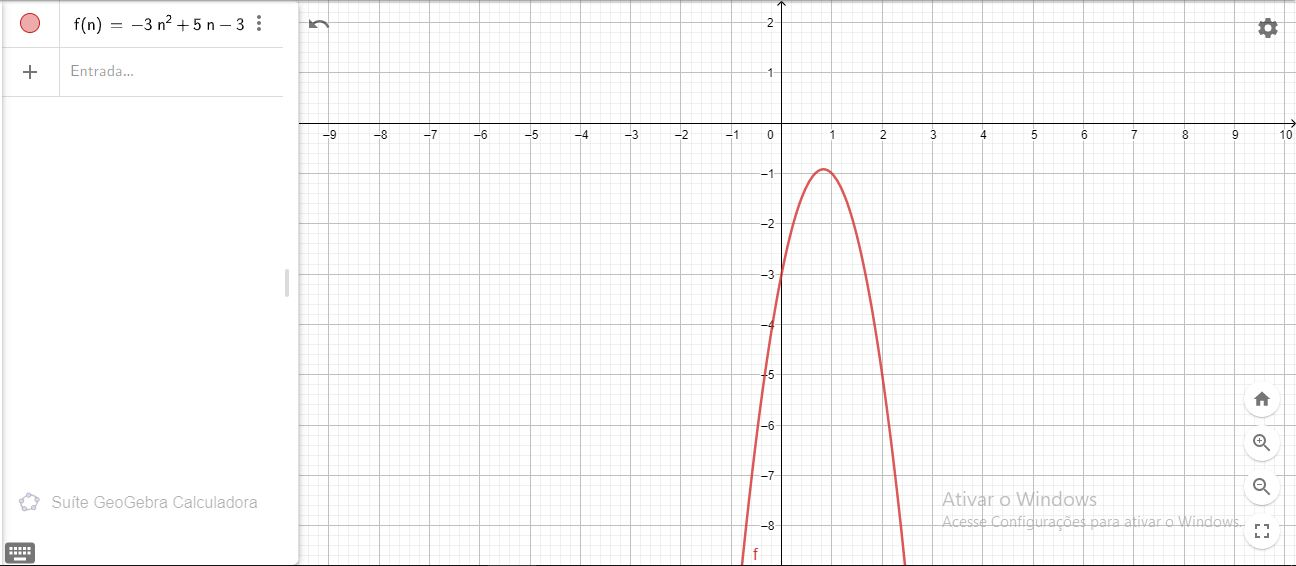 f(n) = −3 n² + 5 n − 3
Entrada...
Suíte GeoGebra Calculadora
2
1
−9 −8 −7 −6 −5 −4 −3 −2 −1 0 1 2 3 4 5 6 7 8 9 10
−1
−2
−3
−4
−5
−6
−7
−8
f
Ativar o Windows
Acesse Configurações para ativar o Windows.